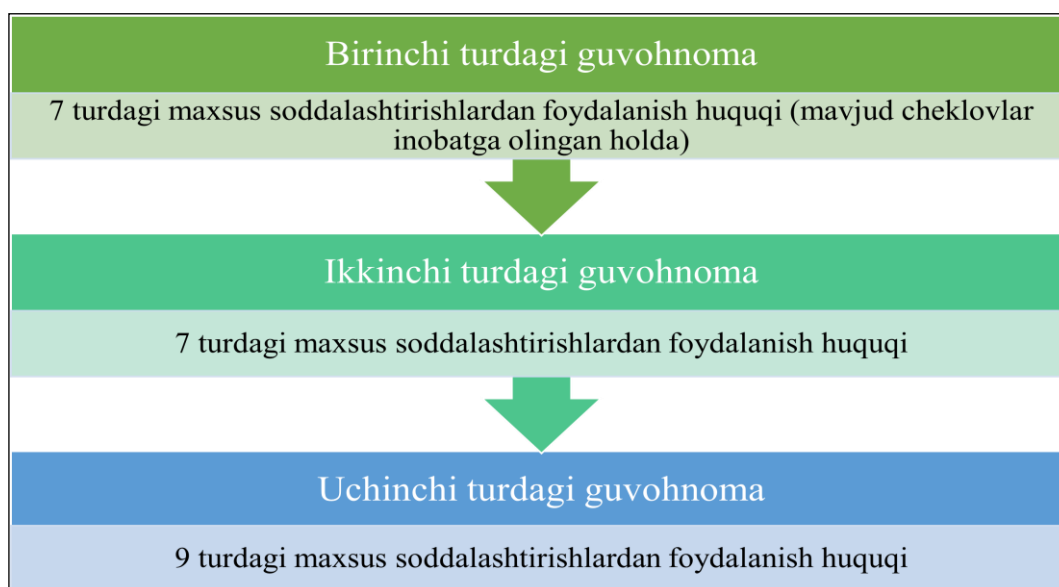 Birinchi turdagi guvohnoma
7 turdagi maxsus soddalashtirishlardan foydalanish huquqi (mavjud cheklovlar
inobatga olingan holda)
Ikkinchi turdagi guvohnoma
7 turdagi maxsus soddalashtirishlardan foydalanish huquqi
Uchinchi turdagi guvohnoma
9 turdagi maxsus soddalashtirishlardan foydalanish huquqi